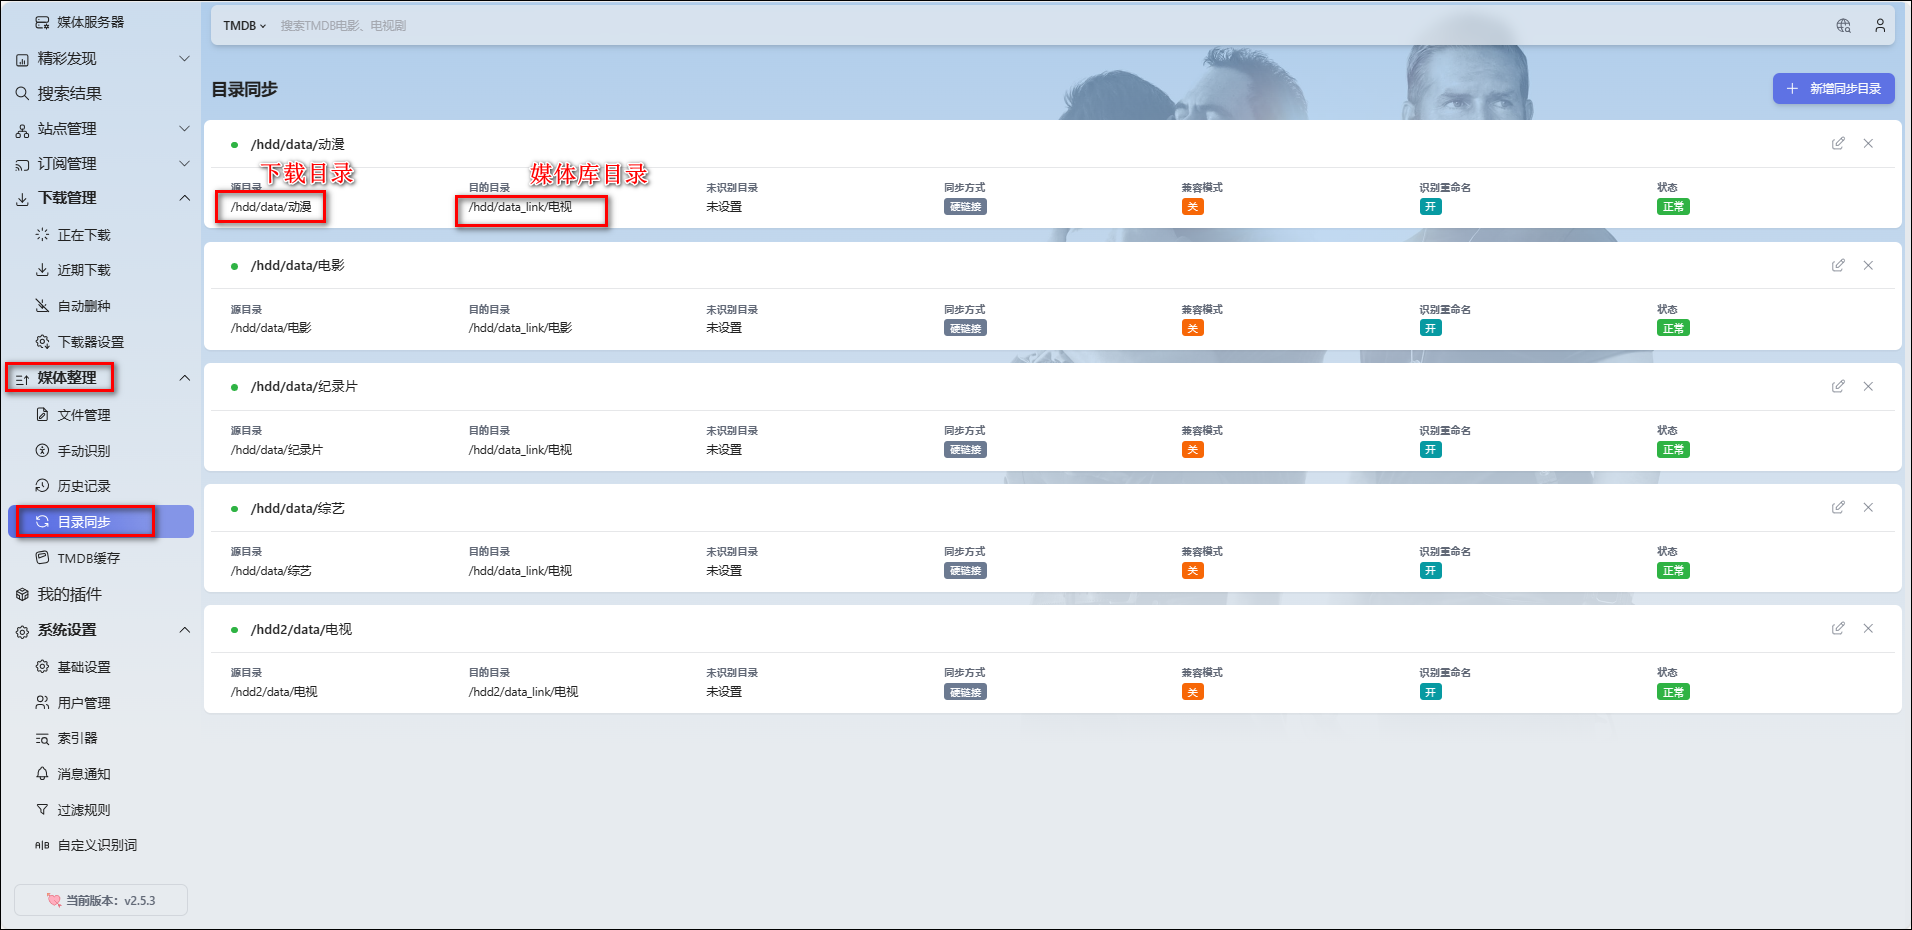 媒体服务器
精彩发现
搜索结果
站点管理
订阅管理
下载管理
正在下载
近期下载
自动删种
下载器设置
媒体整理
文件管理
手动识别
历史记录
目录同步
TMDB缓存
我的插件
系统设置
基础设置
用户管理
索引器
消息通知
过滤规则
A|B 自定义识别词
当前版本：v2.5.3
TMDB 搜索TMDB电影、电视剧
目录同步
新增同步目录
/hdd/data/动漫
下载目录 媒体库目录
源目录 目的目录 未识别目录 同步方式 兼容模式 识别重命名 状态
/hdd/data/动漫 /hdd/data_link/电视 未设置 硬链接 关 开 正常
/hdd/data/电影
源目录 目的目录 未识别目录 同步方式 兼容模式 识别重命名 状态
/hdd/data/电影 /hdd/data_link/电影 未设置 硬链接 关 开 正常
/hdd/data/纪录片
源目录 目的目录 未识别目录 同步方式 兼容模式 识别重命名 状态
/hdd/data/纪录片 /hdd/data_link/电视 未设置 硬链接 关 开 正常
/hdd/data/综艺
源目录 目的目录 未识别目录 同步方式 兼容模式 识别重命名 状态
/hdd/data/综艺 /hdd/data_link/电视 未设置 硬链接 关 开 正常
/hdd2/data/电视
源目录 目的目录 未识别目录 同步方式 兼容模式 识别重命名 状态
/hdd2/data/电视 /hdd2/data_link/电视 未设置 硬链接 关 开 正常